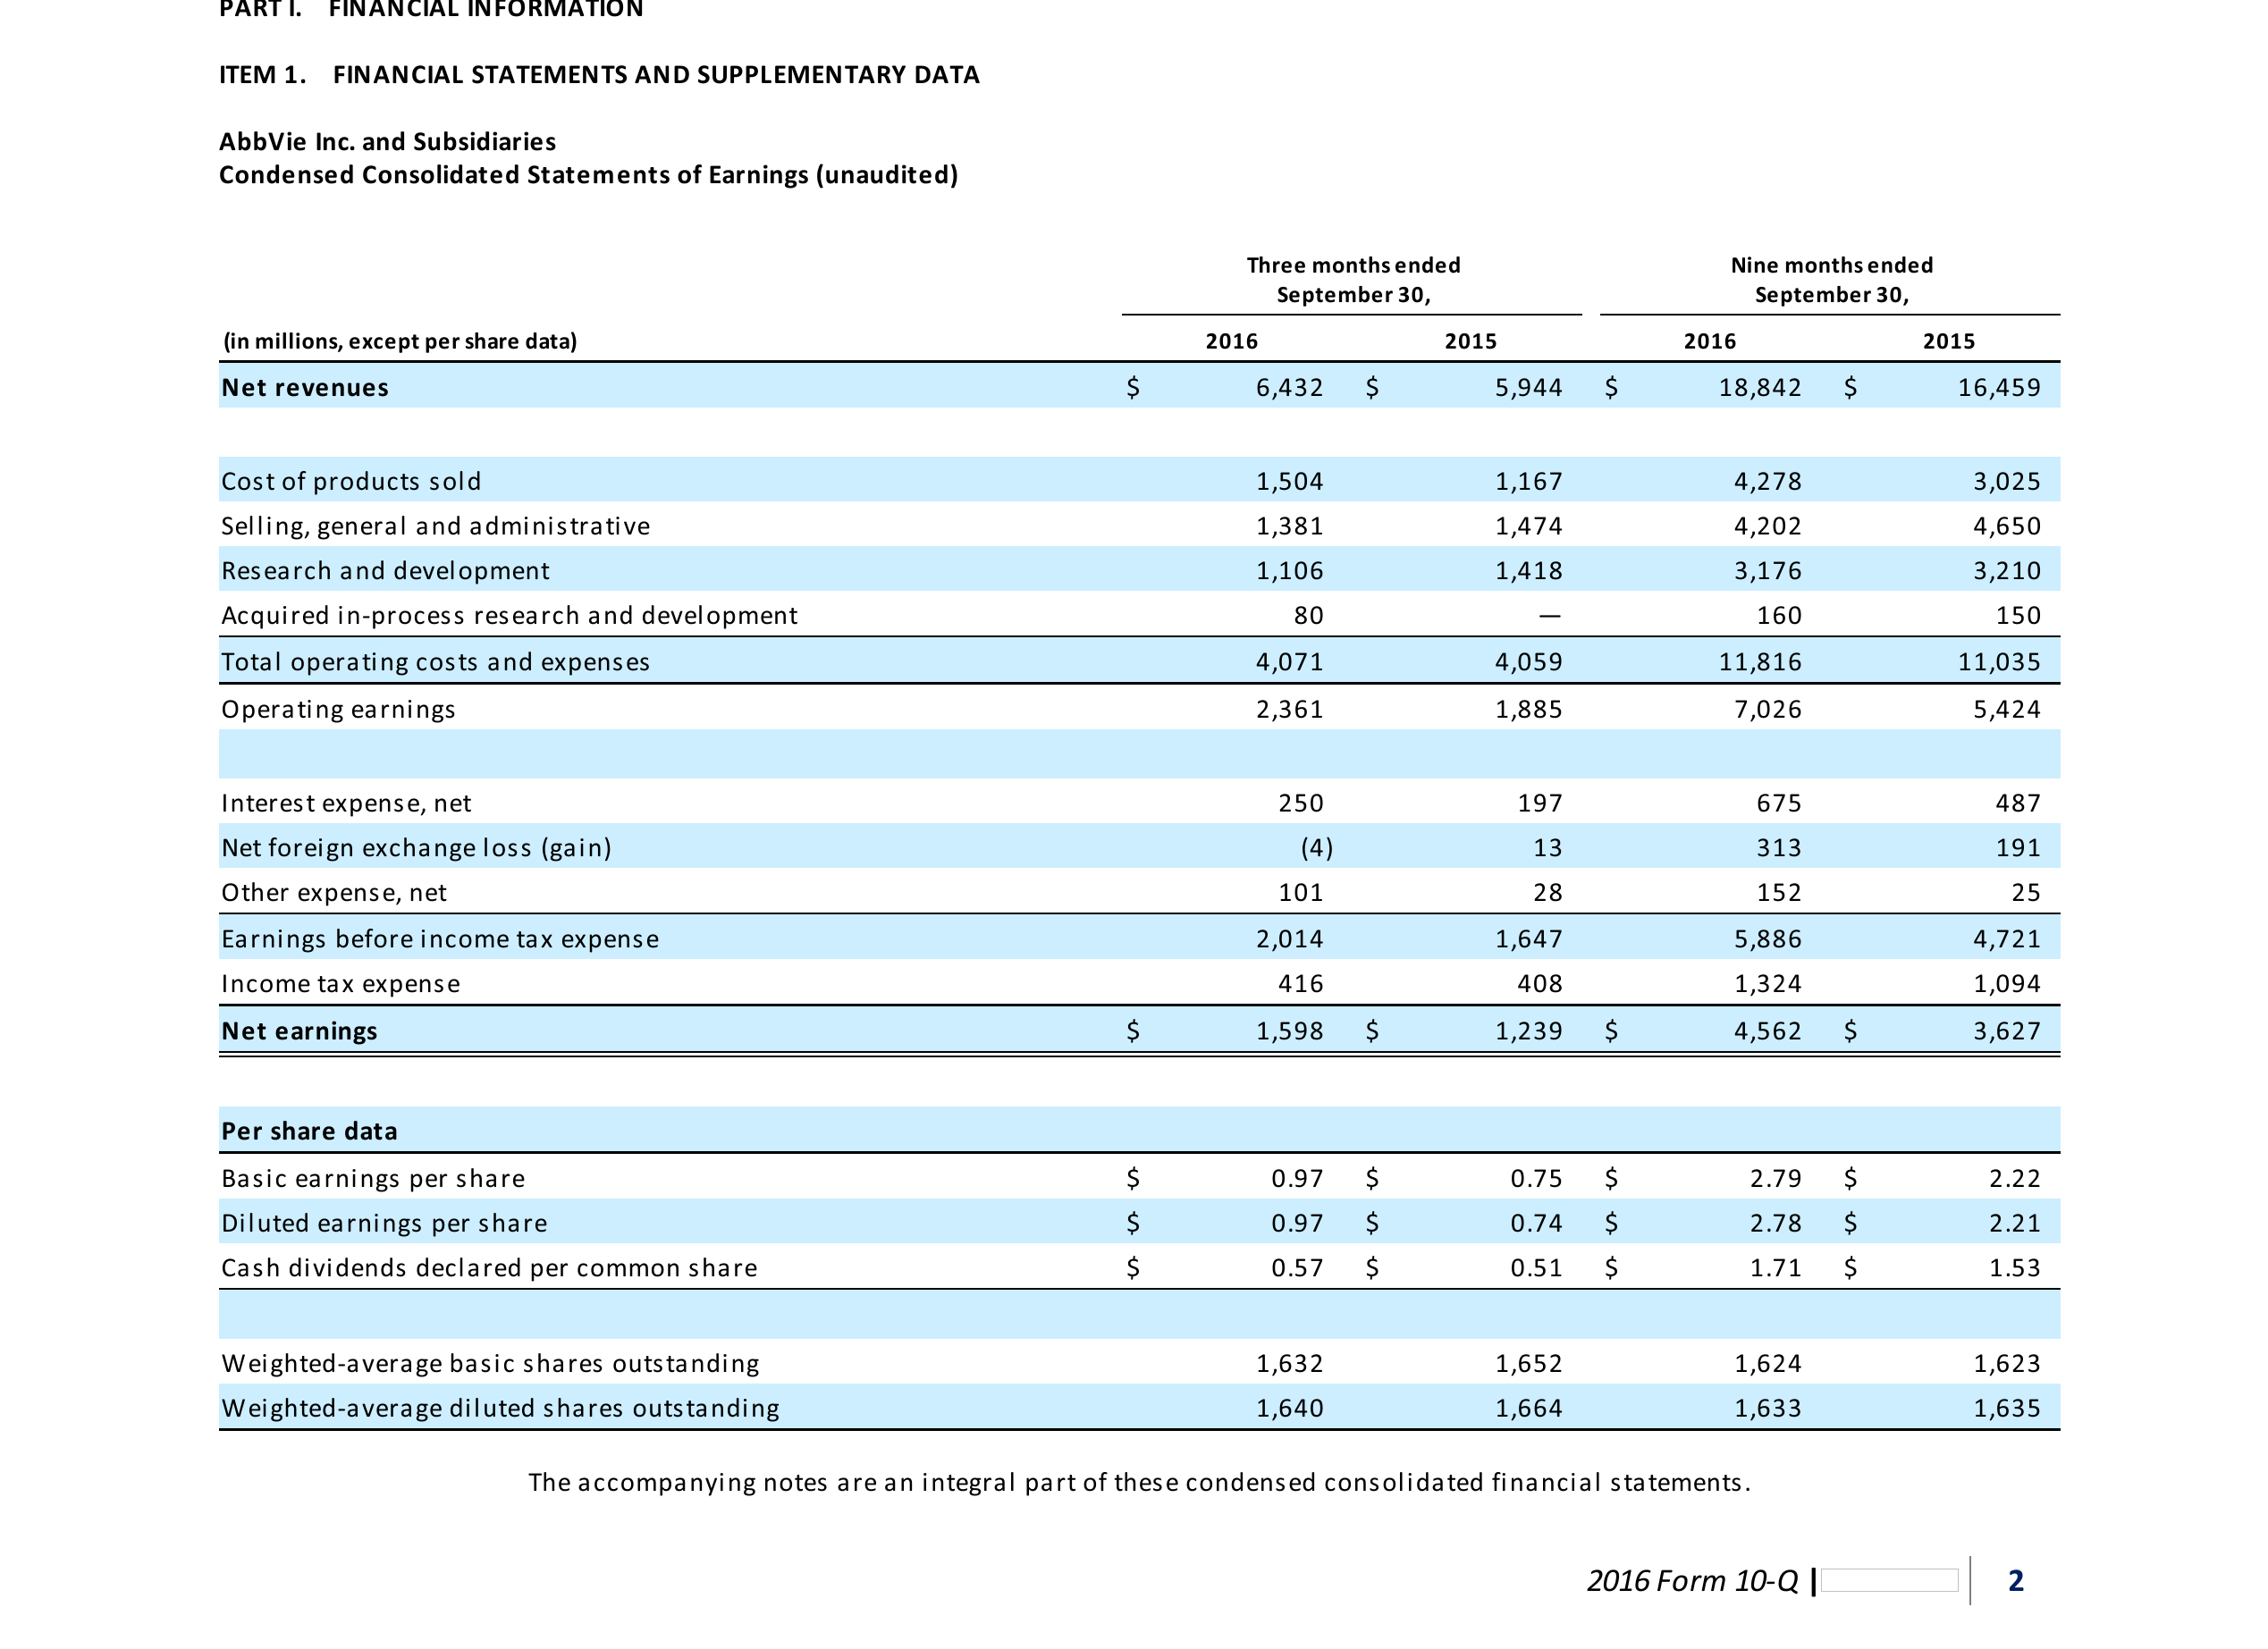 PART I. FINANCIAL INFORMATION
ITEM 1. FINANCIAL STATEMENTS AND SUPPLEMENTARY DATA
AbbVie Inc. and Subsidiaries
Condensed Consolidated Statements of Earnings (unaudited)
Three months ended Nine months ended
September 30, September 30,
(in millions, except per share data) 2016 2015 2016 2015
Net revenues $ 6,432 $ 5,944 $ 18,842 $ 16,459
Cost of products sold 1,504 1,167 4,278 3,025
Selling, general and administrative 1,381 1,474 4,202 4,650
Research and development 1,106 1,418 3,176 3,210
Acquired in-process research and development 80 — 160 150
Total operating costs and expenses 4,071 4,059 11,816 11,035
Operating earnings 2,361 1,885 7,026 5,424
Interest expense, net 250 197 675 487
Net foreign exchange loss (gain) (4) 13 313 191
Other expense, net 101 28 152 25
Earnings before income tax expense 2,014 1,647 5,886 4,721
Income tax expense 416 408 1,324 1,094
Net earnings $ 1,598 $ 1,239 $ 4,562 $ 3,627
Per share data
Basic earnings per share $ 0.97 $ 0.75 $ 2.79 $ 2.22
Diluted earnings per share $ 0.97 $ 0.74 $ 2.78 $ 2.21
Cash dividends declared per common share $ 0.57 $ 0.51 $ 1.71 $ 1.53
Weighted-average basic shares outstanding 1,632 1,652 1,624 1,623
Weighted-average diluted shares outstanding 1,640 1,664 1,633 1,635
The accompanying notes are an integral part of these condensed consolidated financial statements.
2016 Form 10-Q | 2